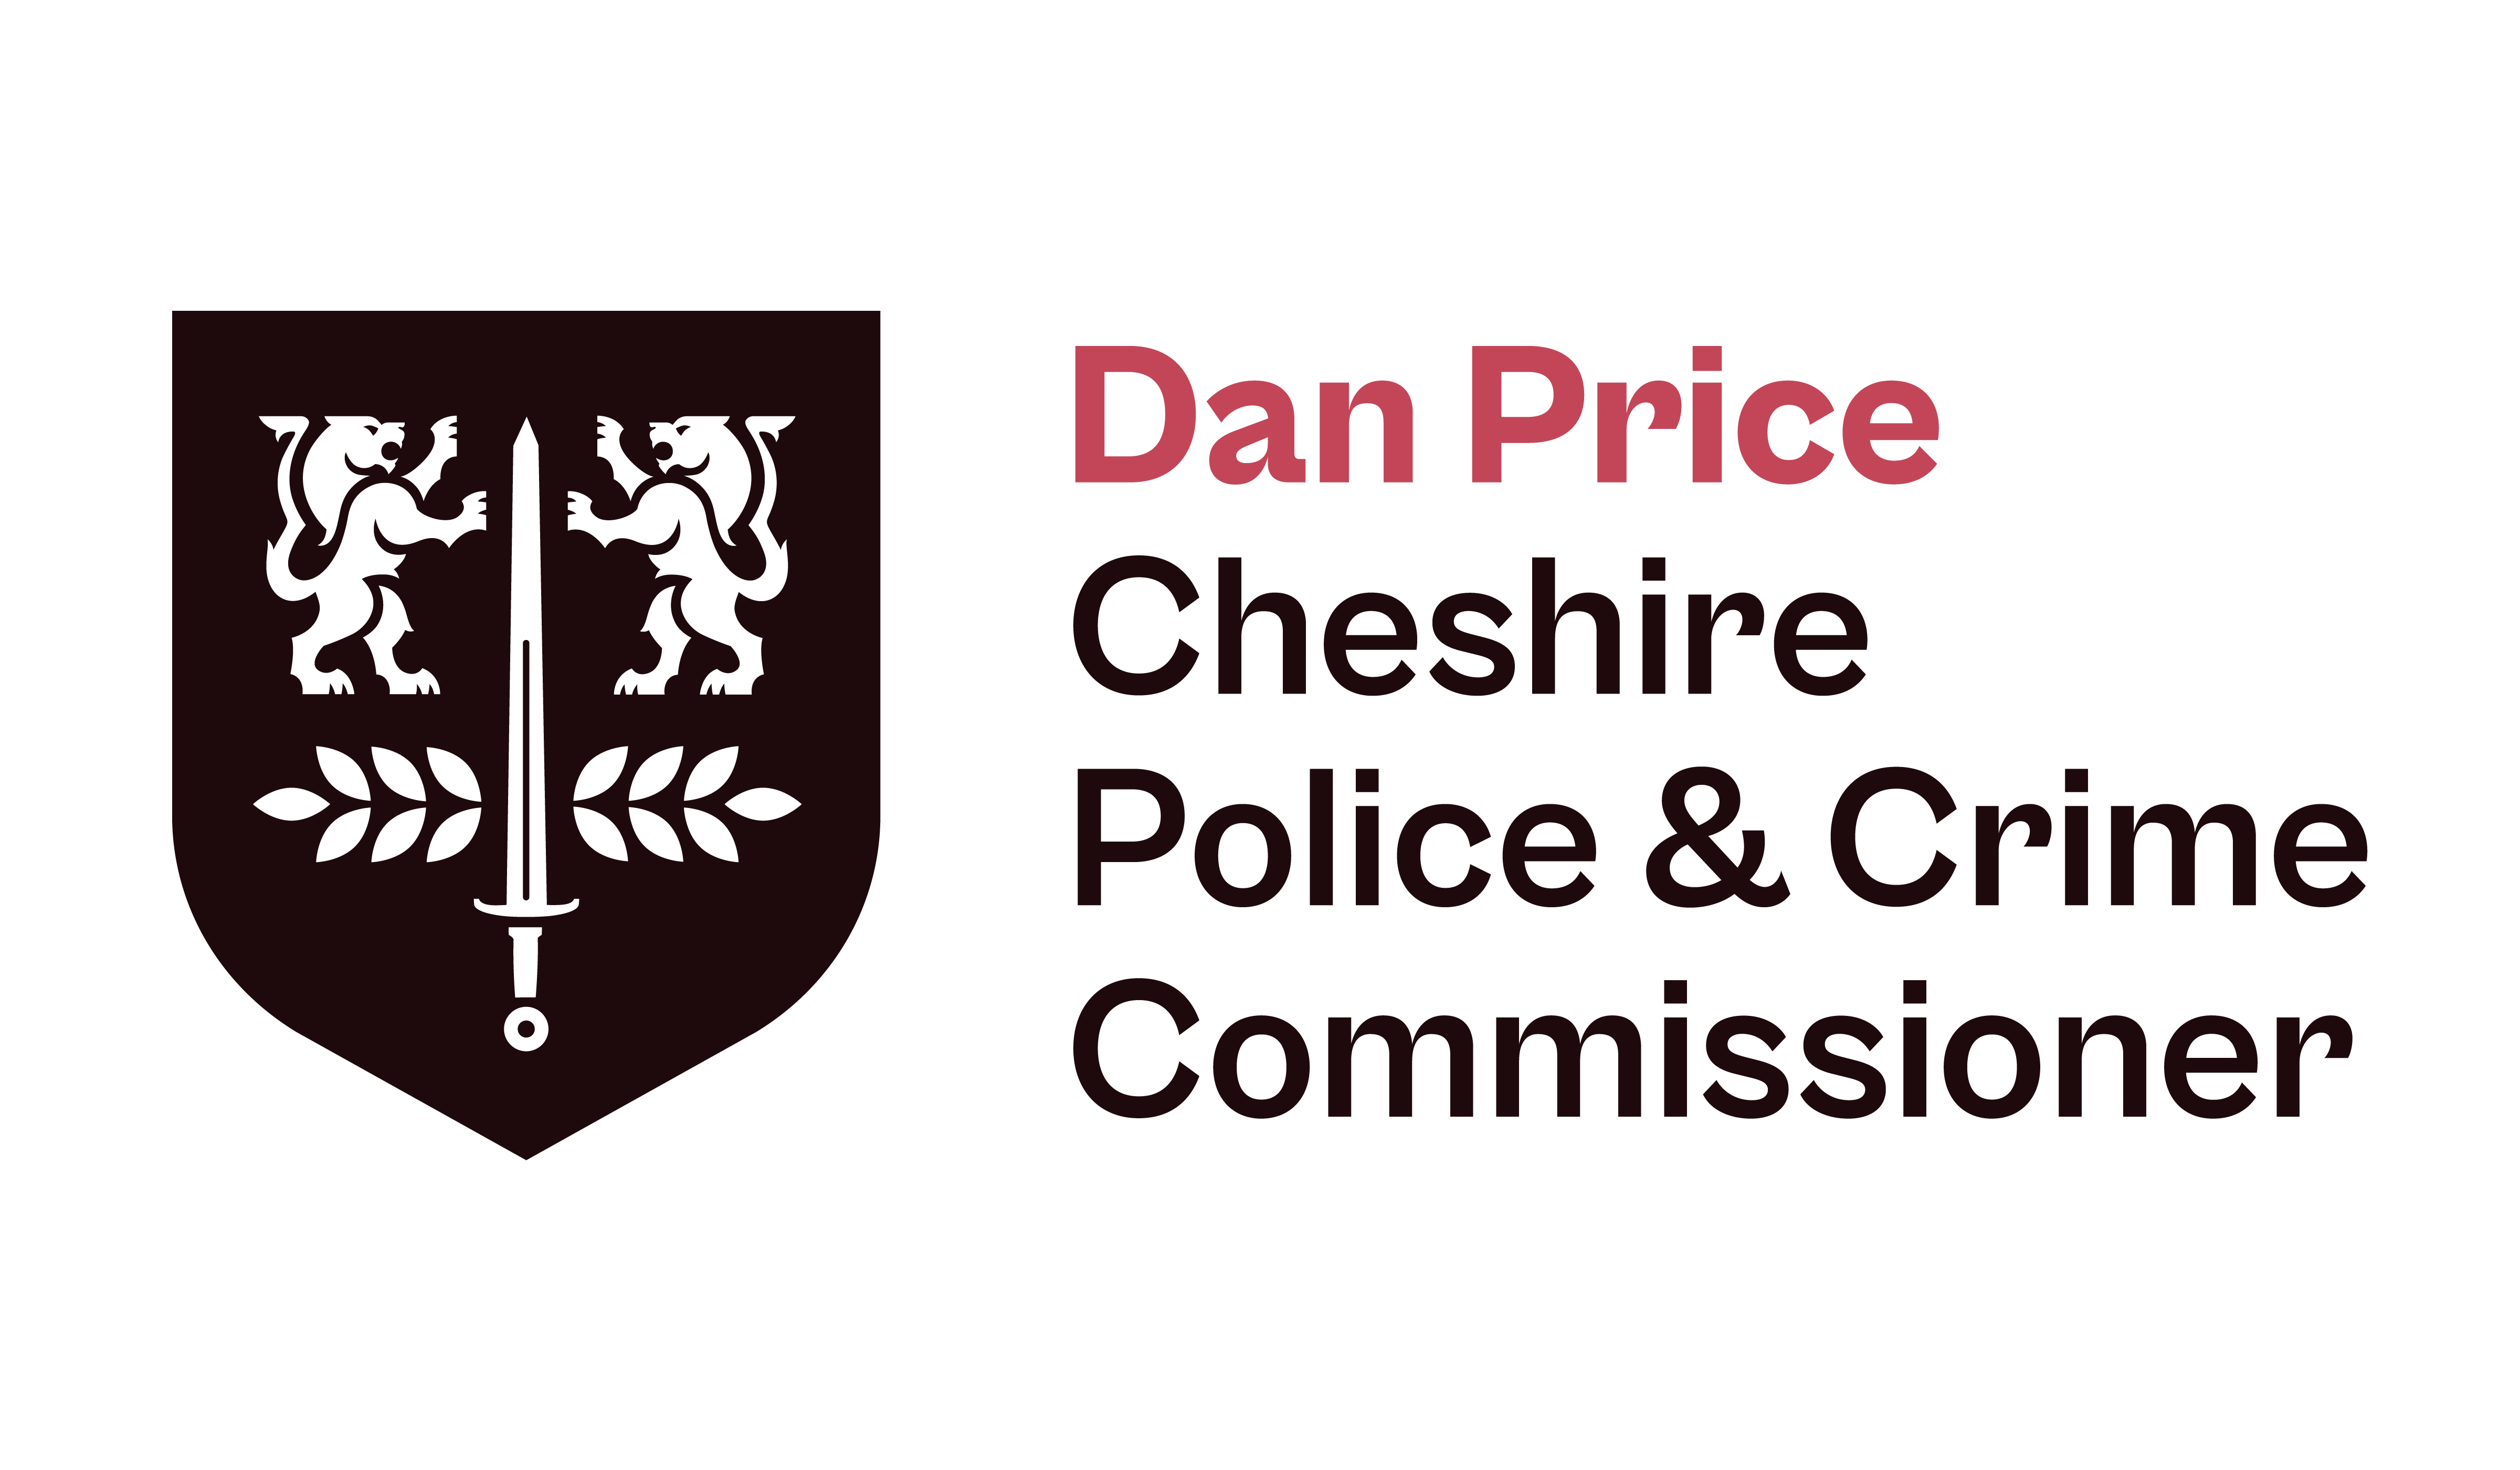 Dan Price
Cheshire
Police & Crime
Commissioner